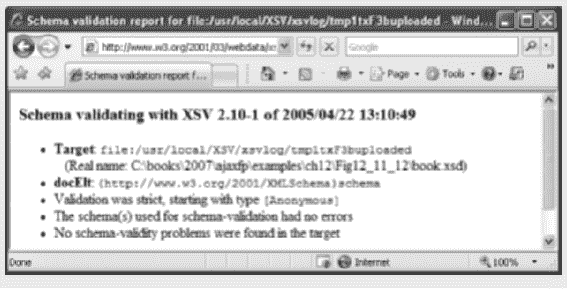 Schema validation report for file:/usr/local/XSV/xsvlog/tmp1txF3buploaded - Wind...
http://www.w3.org/2001/03/webdata/xs
Google
Schema validation report f...
Page
Tools
Schema validating with XSV 2.10-1 of 2005/04/22 13:10:49
• Target: file:/usr/local/XSV/xsvlog/tmp1txF3buploaded
(Real name: C:\books\2007\ajaxfp\examples\ch12\Fig12_11_12\book.xsd)
• docElt: {http://www.w3.org/2001/XMLSchema}schema
• Validation was strict, starting with type [Anonymous]
• The schema(s) used for schema-validation had no errors
• No schema-validity problems were found in the target
Done
Internet
100%